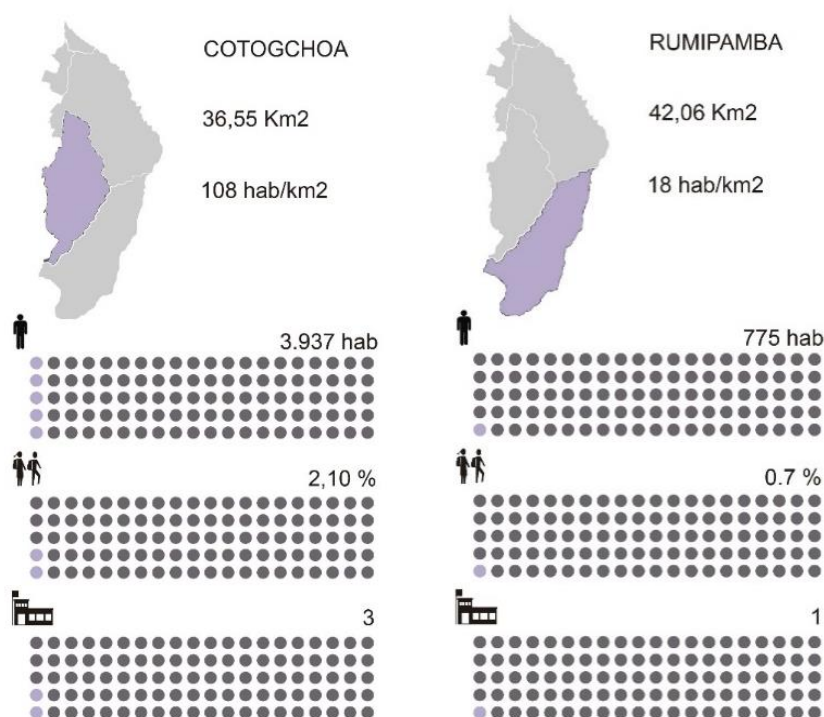 COTOGCHOA
36,55 Km2
108 hab/km2
3.937 hab
2,10 %
3
RUMIPAMBA
42,06 Km2
18 hab/km2
775 hab
0.7 %
1